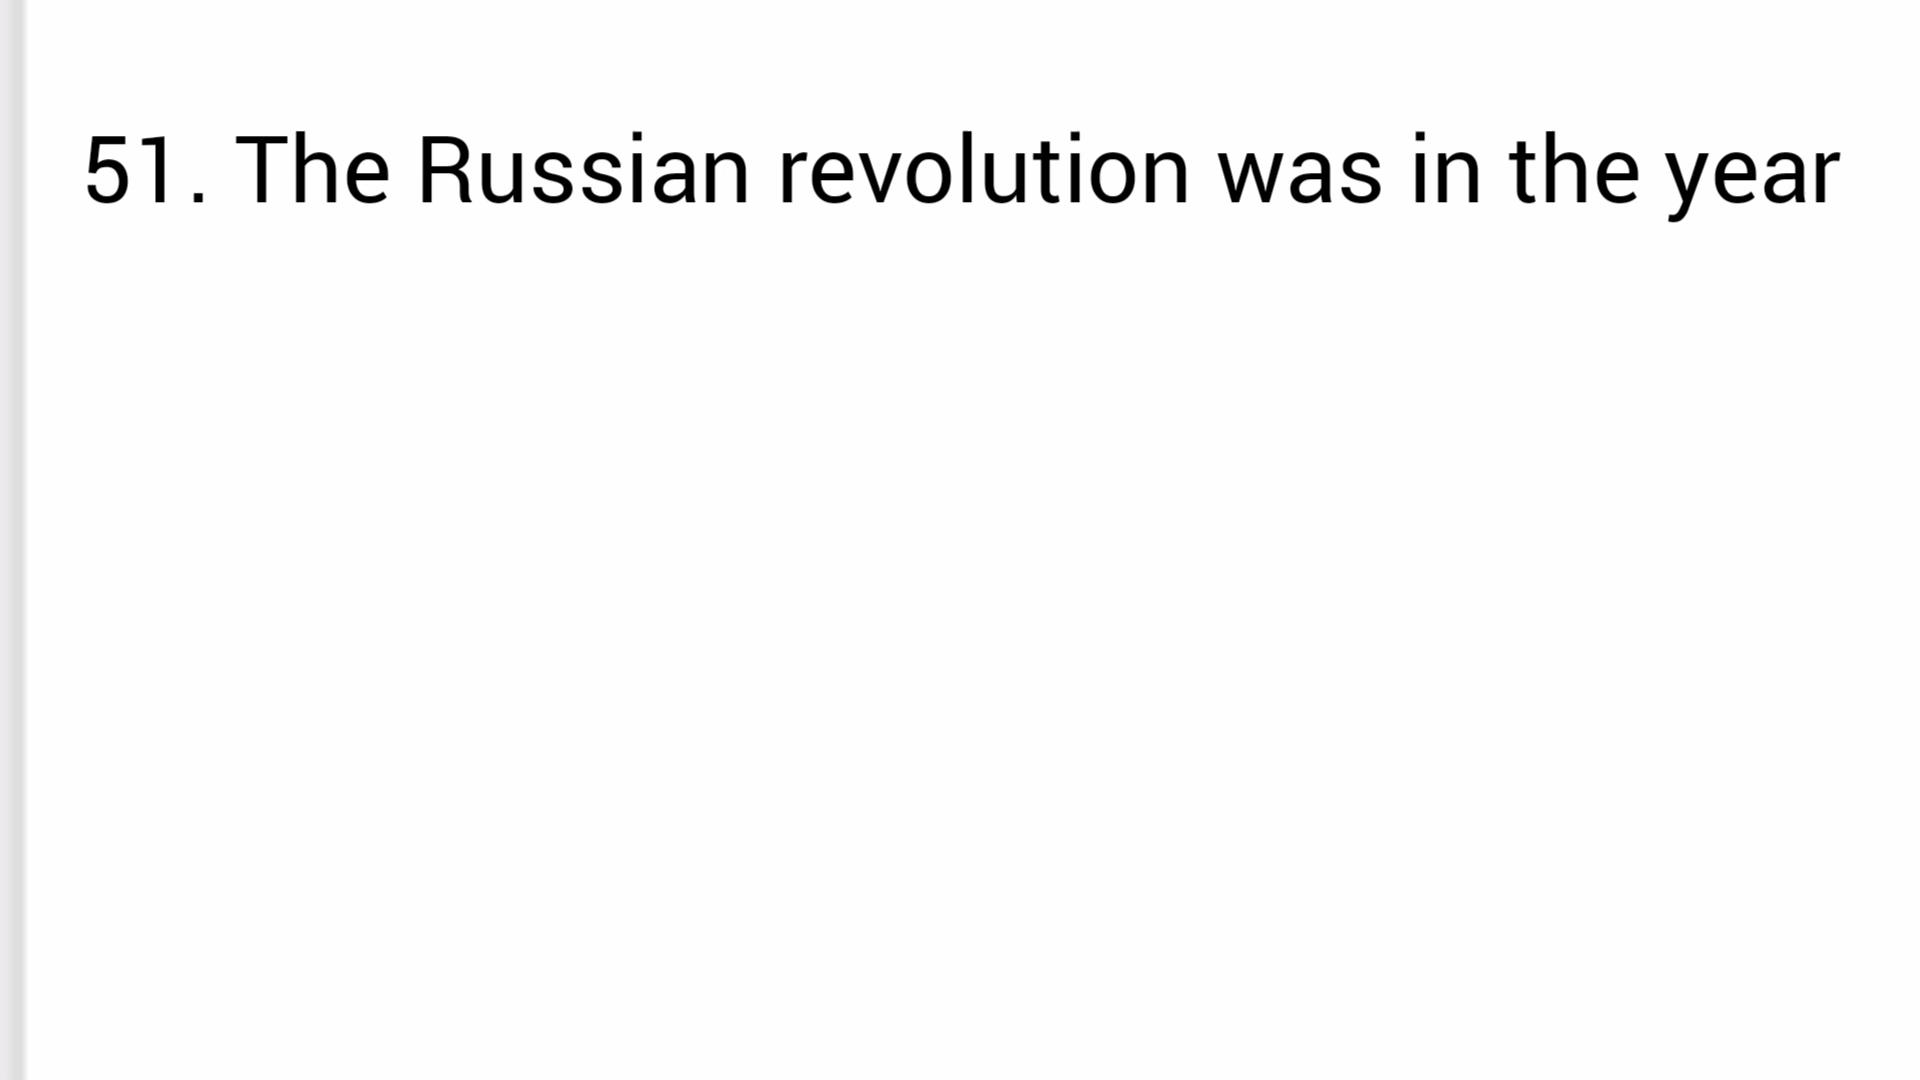 51. The Russian revolution was in the year